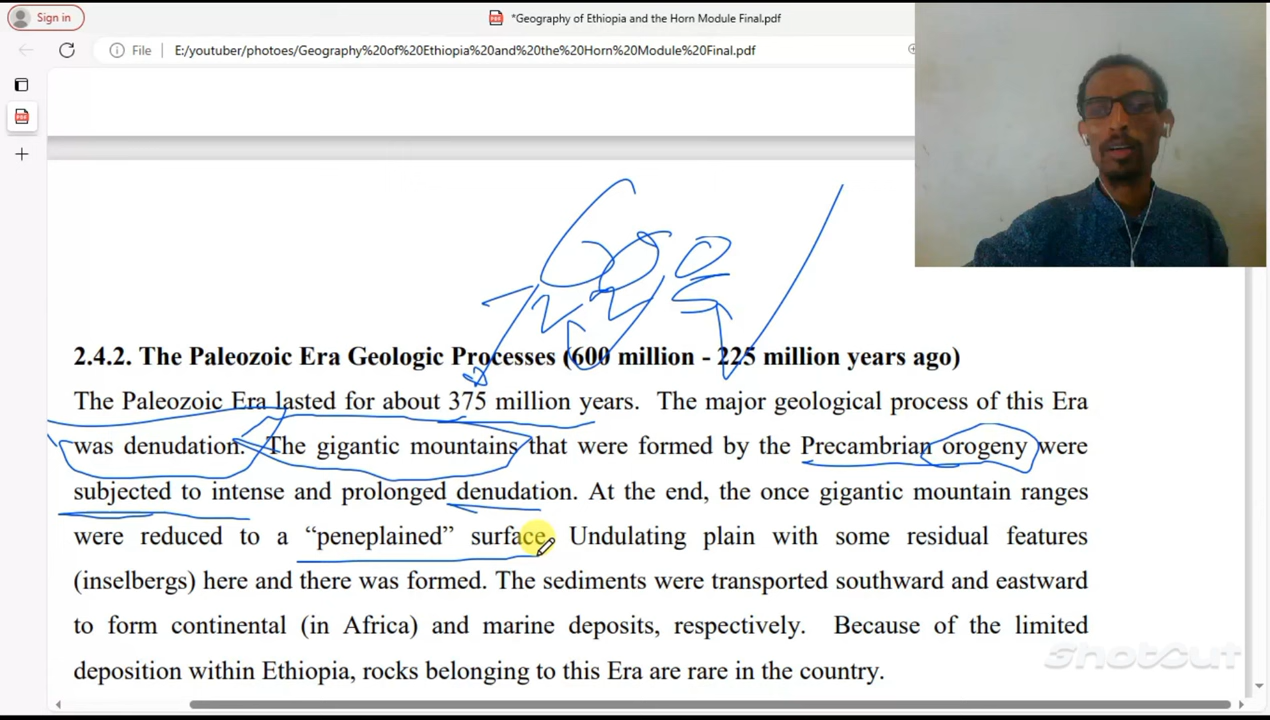 Sign in
*Geography of Ethiopia and the Horn Module Final.pdf
File
E:/youtuber/photoes/Geography%20of%20Ethiopia%20and%20the%20Horn%20Module%20Final.pdf
600
225
2.4.2. The Paleozoic Era Geologic Processes (600 million - 225 million years ago)
The Paleozoic Era lasted for about 375 million years. The major geological process of this Era
was denudation. The gigantic mountains that were formed by the Precambrian orogeny were
subjected to intense and prolonged denudation. At the end, the once gigantic mountain ranges
were reduced to a “peneplained” surface. Undulating plain with some residual features
(inselbergs) here and there was formed. The sediments were transported southward and eastward
to form continental (in Africa) and marine deposits, respectively. Because of the limited
deposition within Ethiopia, rocks belonging to this Era are rare in the country.
Shotcut